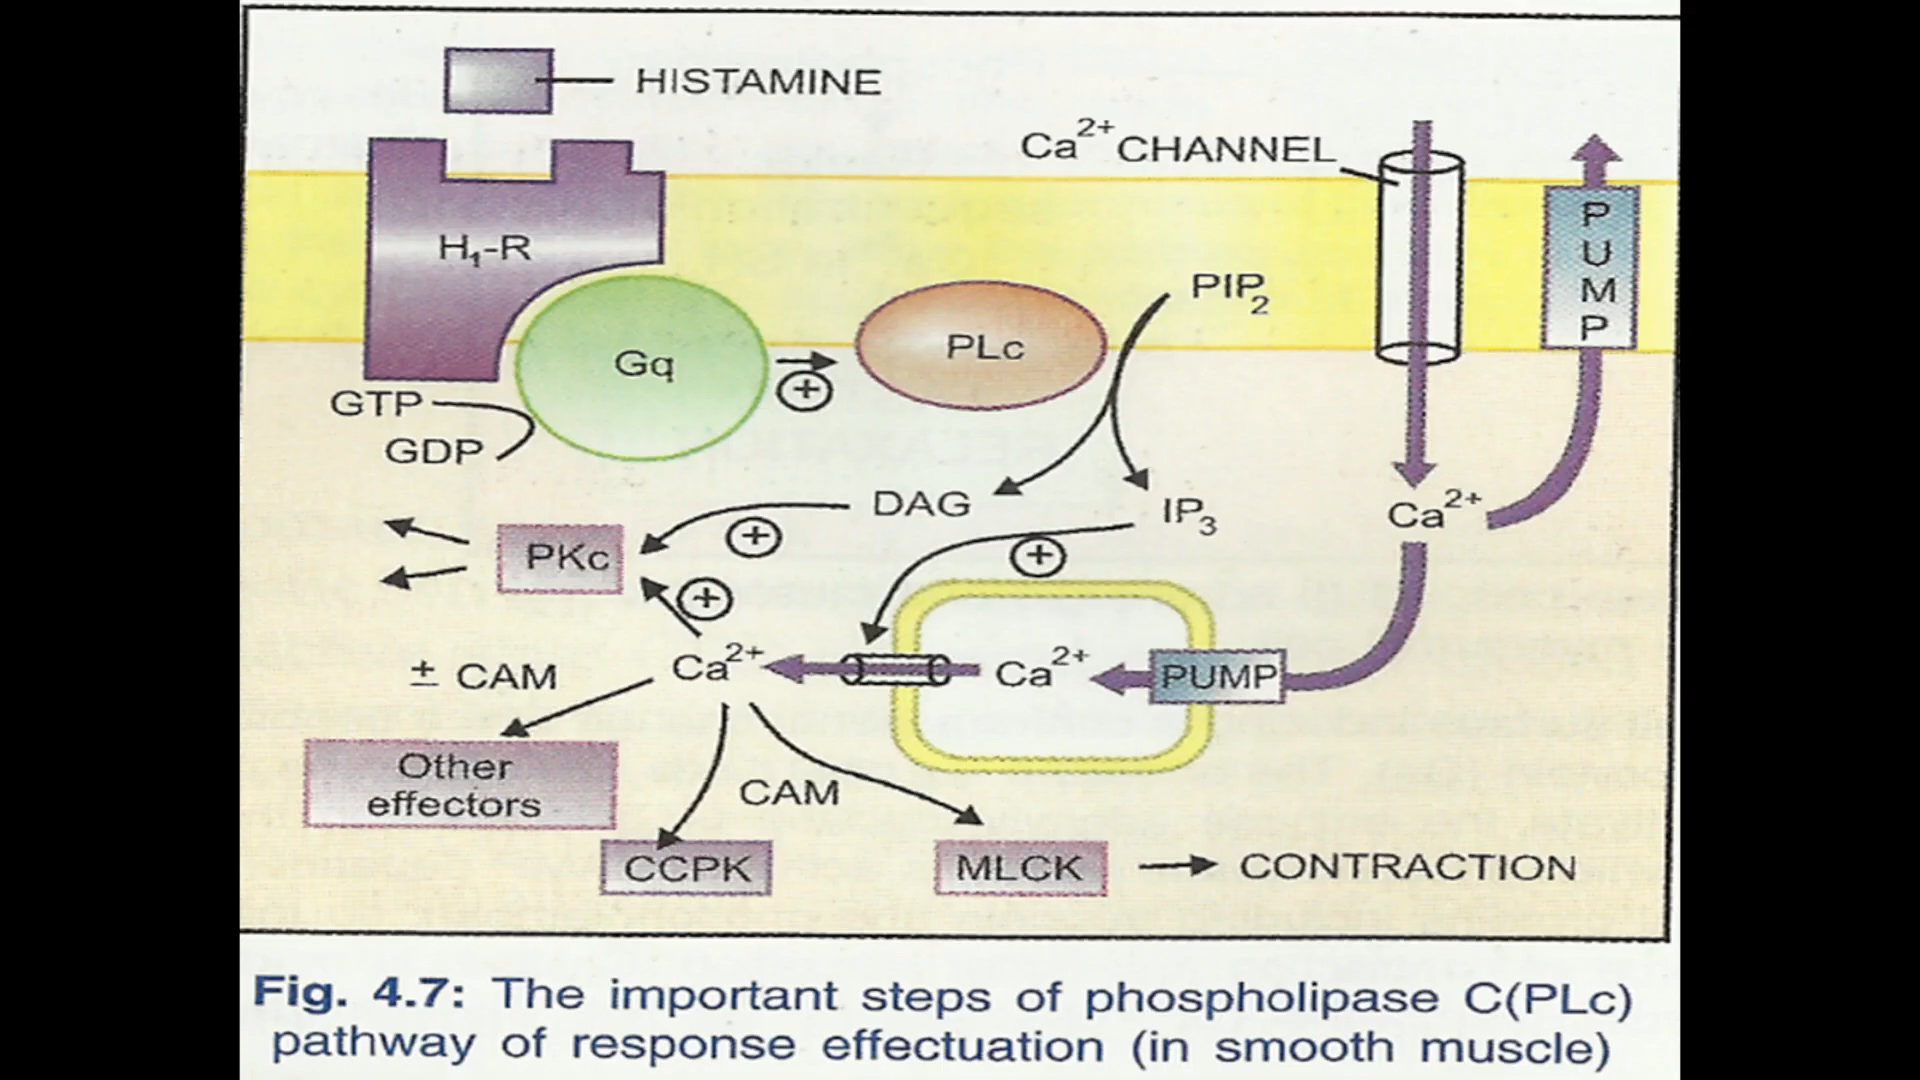 HISTAMINE
Ca2+ CHANNEL
PUMP
H1-R
PIP2
Gq
PLc
GTP
GDP
DAG
IP3
Ca2+
PKc
Ca2+
Ca2+
PUMP
± CAM
Other
effectors
CAM
CCPK
MLCK
CONTRACTION
Fig. 4.7: The important steps of phospholipase C(PLc)
pathway of response effectuation (in smooth muscle)